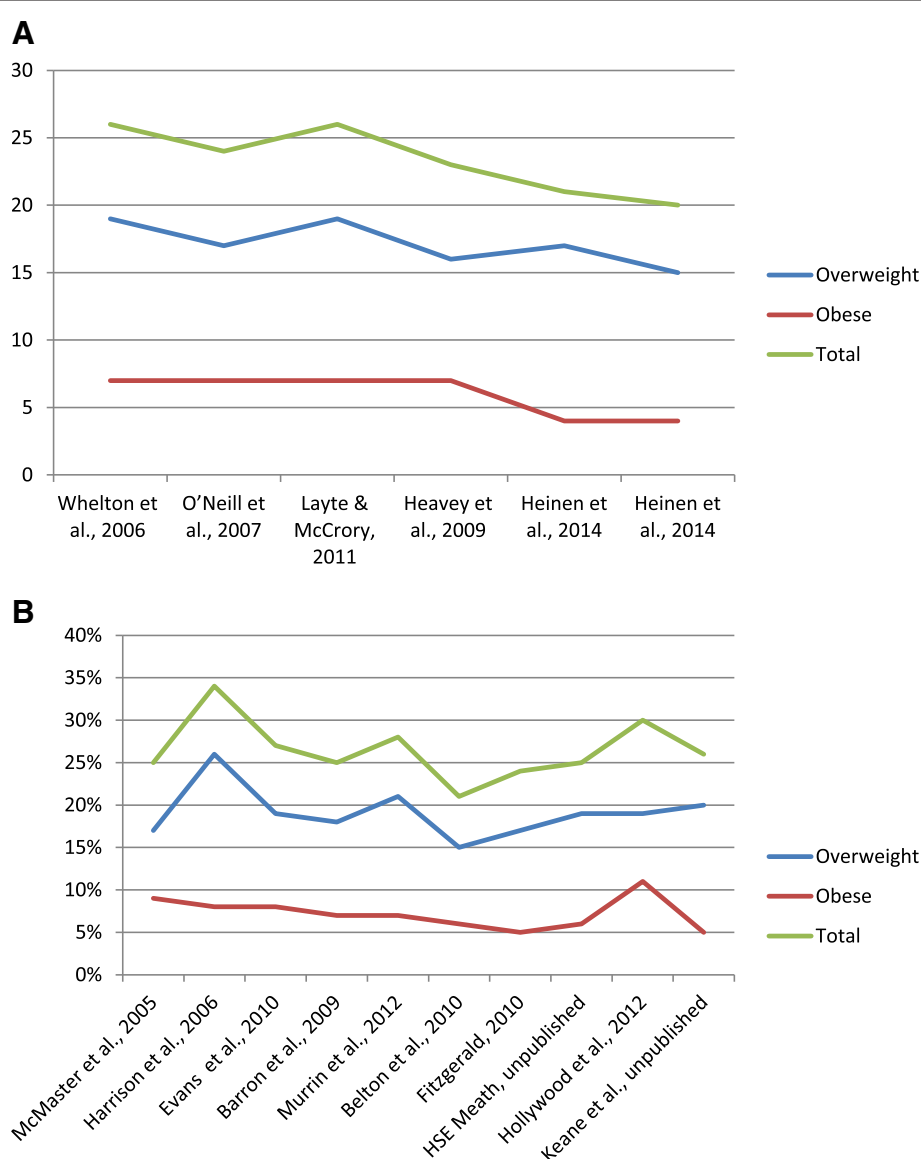 A
30
25
20
15
10
5
0
Whelton et
al., 2006
O'Neill et
al., 2007
Layte &
McCrory,
2011
Heavey et
al., 2009
Heinen et
al., 2014
Heinen et
al., 2014
Overweight
Obese
Total
B
40%
35%
30%
25%
20%
15%
10%
5%
0%
McMaster et al., 2005
Harrison et al., 2006
Evans et al., 2010
Barron et al., 2009
Murrin et al., 2012
Belton et al., 2010
Fitzgerald, 2010
HSE Meath, unpublished
Hollywood et al., 2012
Keane et al., unpublished
Overweight
Obese
Total